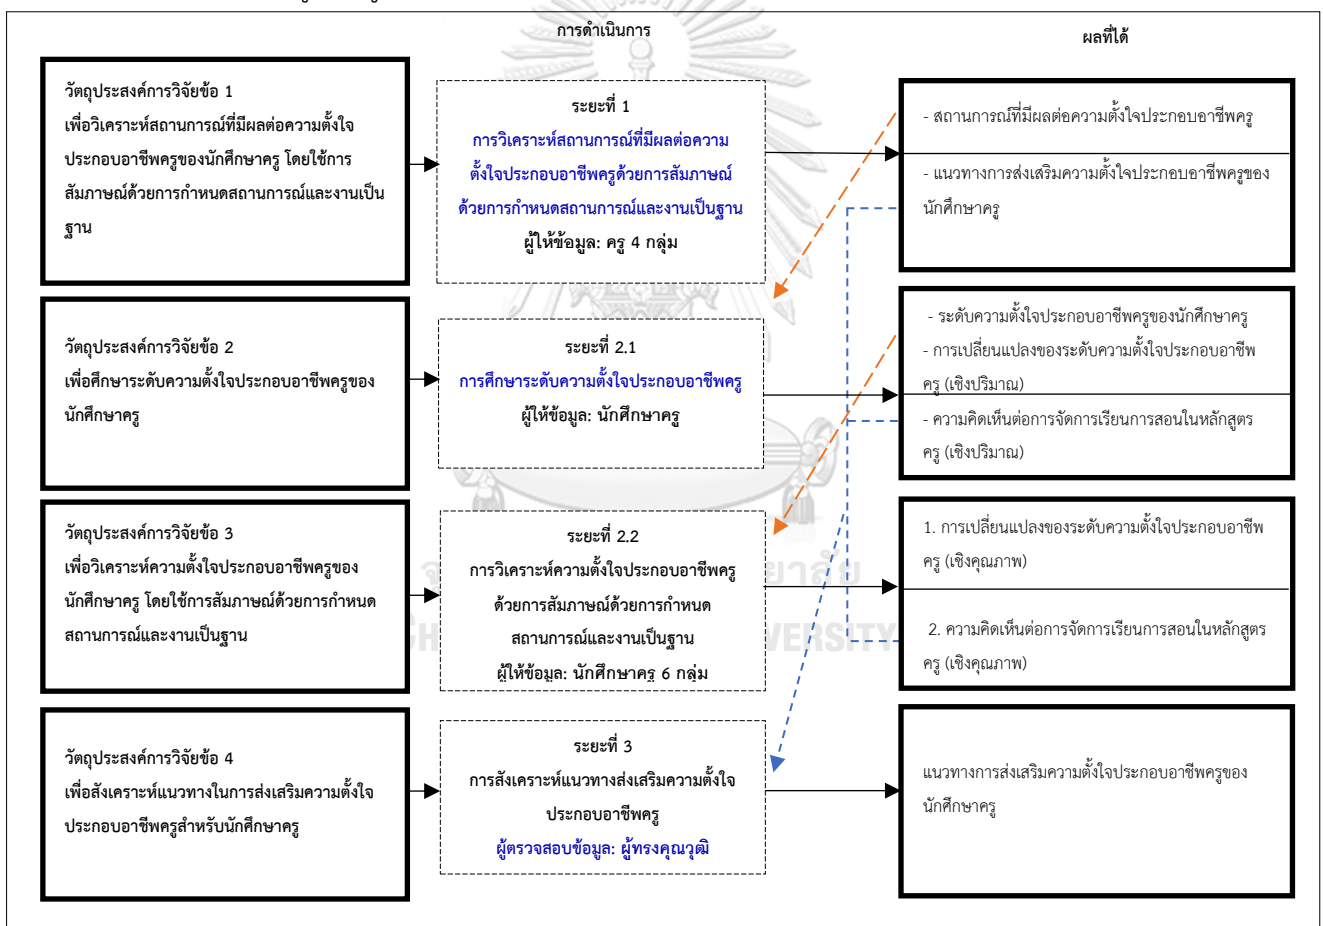 การดำเนินการ
ผลที่ได้
วัตถุประสงค์การวิจัยข้อ 1
เพื่อวิเคราะห์สถานการณ์ที่มีผลต่อความตั้งใจ
ประกอบอาชีพครูของนักศึกษาครู โดยใช้การ
สัมภาษณ์ด้วยการกำหนดสถานการณ์และงานเป็น
ฐาน
ระยะที่ 1
การวิเคราะห์สถานการณ์ที่มีผลต่อความ
ตั้งใจประกอบอาชีพครูด้วยการสัมภาษณ์
ด้วยการกำหนดสถานการณ์และงานเป็นฐาน
ผู้ให้ข้อมูล: ครู 4 กลุ่ม
- สถานการณ์ที่มีผลต่อความตั้งใจประกอบอาชีพครู
- แนวทางการส่งเสริมความตั้งใจประกอบอาชีพครูของ
นักศึกษาครู
วัตถุประสงค์การวิจัยข้อ 2
เพื่อศึกษาระดับความตั้งใจประกอบอาชีพครูของ
นักศึกษาครู
ระยะที่ 2.1
การศึกษาระดับความตั้งใจประกอบอาชีพครู
ผู้ให้ข้อมูล: นักศึกษาครู
- ระดับความตั้งใจประกอบอาชีพครูของนักศึกษาครู
- การเปลี่ยนแปลงของระดับความตั้งใจประกอบอาชีพ
ครู (เชิงปริมาณ)
- ความคิดเห็นต่อการจัดการเรียนการสอนในหลักสูตร
ครู (เชิงปริมาณ)
วัตถุประสงค์การวิจัยข้อ 3
เพื่อวิเคราะห์ความตั้งใจประกอบอาชีพครูของ
นักศึกษาครู โดยใช้การสัมภาษณ์ด้วยการกำหนด
สถานการณ์และงานเป็นฐาน
ระยะที่ 2.2
การวิเคราะห์ความตั้งใจประกอบอาชีพครู
ด้วยการสัมภาษณ์ด้วยการกำหนด
สถานการณ์และงานเป็นฐาน
ผู้ให้ข้อมูล: นักศึกษาครู 6 กลุ่ม
1. การเปลี่ยนแปลงของระดับความตั้งใจประกอบอาชีพ
ครู (เชิงคุณภาพ)
2. ความคิดเห็นต่อการจัดการเรียนการสอนในหลักสูตร
ครู (เชิงคุณภาพ)
วัตถุประสงค์การวิจัยข้อ 4
เพื่อสังเคราะห์แนวทางในการส่งเสริมความตั้งใจ
ประกอบอาชีพครูสำหรับนักศึกษาครู
ระยะที่ 3
การสังเคราะห์แนวทางส่งเสริมความตั้งใจ
ประกอบอาชีพครู
ผู้ตรวจสอบข้อมูล: ผู้ทรงคุณวุฒิ
แนวทางการส่งเสริมความตั้งใจประกอบอาชีพครูของ
นักศึกษาครู